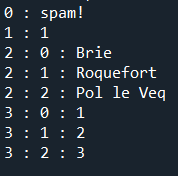 0 : spam!
1 : 1
2 : 0 : Brie
2 : 1 : Roquefort
2 : 2 : Pol le Veq
3 : 0 : 1
3 : 1 : 2
3 : 2 : 3